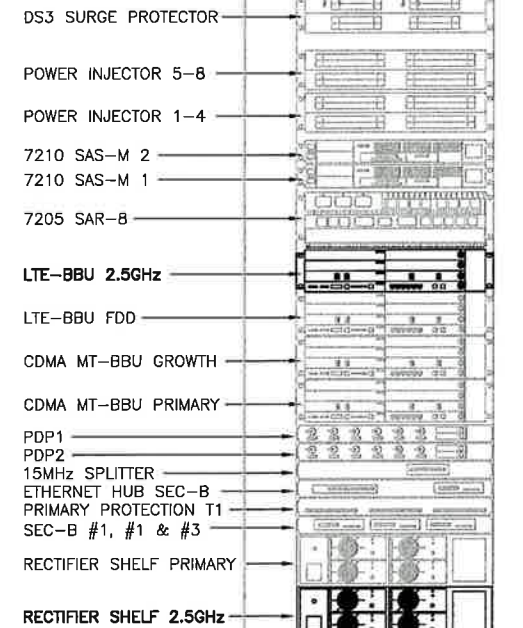 DS3 SURGE PROTECTOR
POWER INJECTOR 5-8
POWER INJECTOR 1-4
7210 SAS-M 2
7210 SAS-M 1
7205 SAR-8
LTE-BBU 2.5GHz
LTE-BBU FDD
CDMA MT-BBU GROWTH
CDMA MT-BBU PRIMARY
PDP1
PDP2
15MHz SPLITTER
ETHERNET HUB SEC-B
PRIMARY PROTECTION T1
SEC-B #1, #1 & #3
RECTIFIER SHELF PRIMARY
RECTIFIER SHELF 2.5GHz